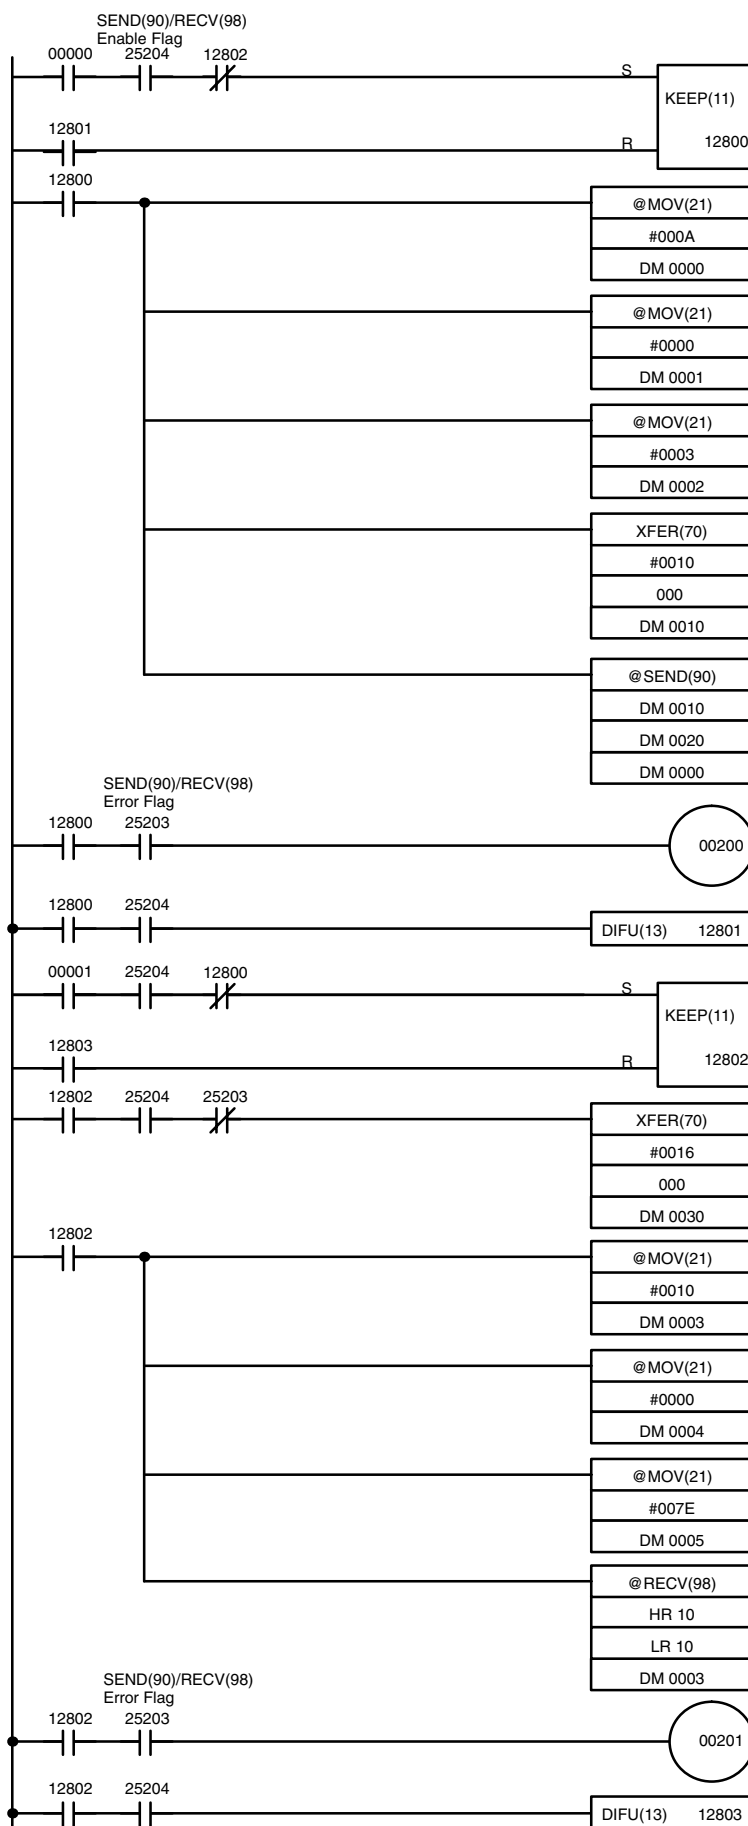 SEND(90)/RECV(98)
Enable Flag
00000 25204 12802
S
KEEP(11)
12801
R 12800
12800
@MOV(21)
#000A
DM 0000
@MOV(21)
#0000
DM 0001
@MOV(21)
#0003
DM 0002
XFER(70)
#0010
000
DM 0010
@SEND(90)
DM 0010
DM 0020
DM 0000
SEND(90)/RECV(98)
Error Flag
12800 25203
00200
12800 25204
DIFU(13) 12801
00001 25204 12800
S
KEEP(11)
12803
R 12802
12802 25204 25203
XFER(70)
#0016
000
DM 0030
12802
@MOV(21)
#0010
DM 0003
@MOV(21)
#0000
DM 0004
@MOV(21)
#007E
DM 0005
@RECV(98)
HR 10
LR 10
DM 0003
SEND(90)/RECV(98)
Error Flag
12802 25203
00201
12802 25204
DIFU(13) 12803